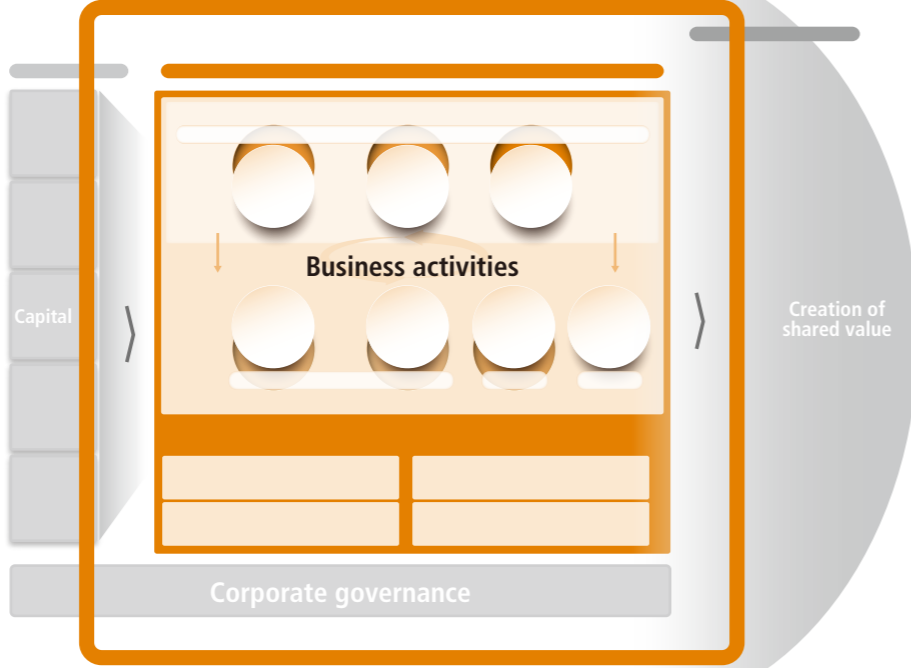 Business activities
Capital
Creation of
shared value
Corporate governance